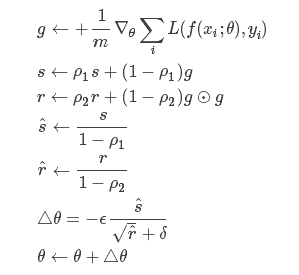 g ← + 1/m ∇_θ ∑_i L(f(x_i; θ), y_i)
s ← ρ_1 s + (1 − ρ_1)g
r ← ρ_2 r + (1 − ρ_2)g ⊙ g
ŝ ← s / (1 − ρ_1)
r̂ ← r / (1 − ρ_2)
△θ = −ϵ ŝ / (√r̂ + δ)
θ ← θ + △θ